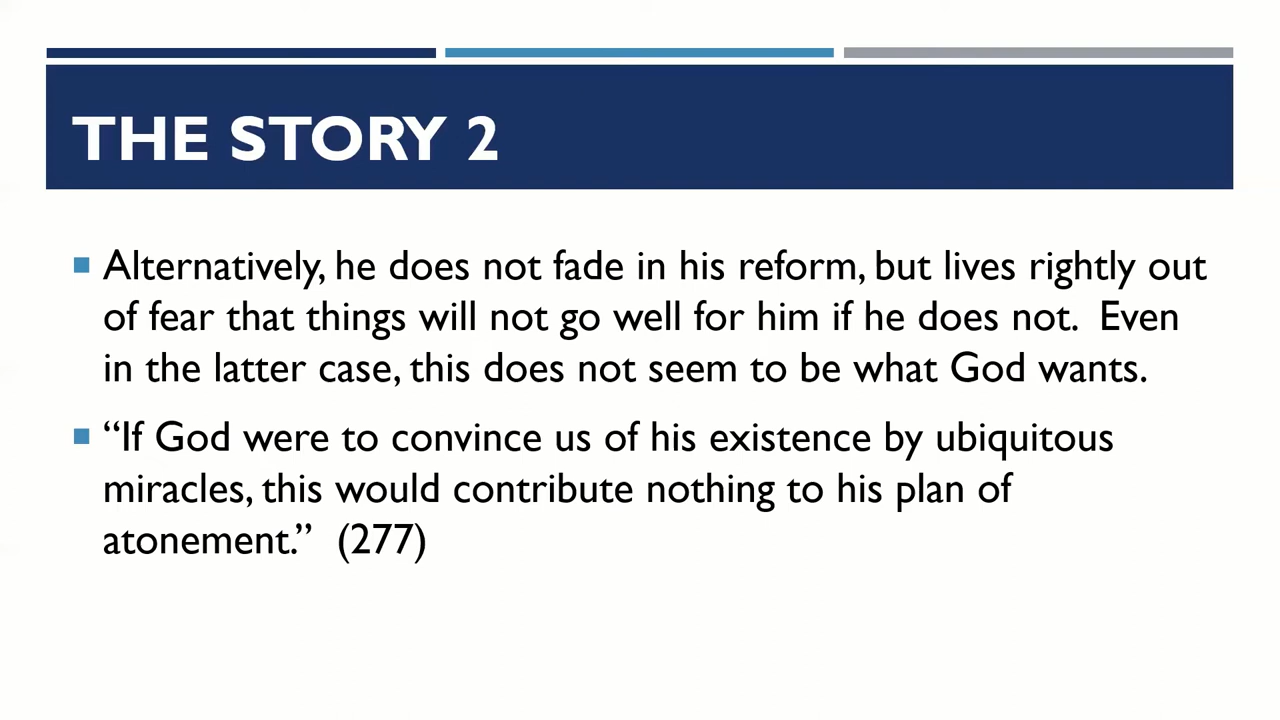 THE STORY 2
Alternatively, he does not fade in his reform, but lives rightly out
of fear that things will not go well for him if he does not.  Even
in the latter case, this does not seem to be what God wants.
“If God were to convince us of his existence by ubiquitous
miracles, this would contribute nothing to his plan of
atonement.”  (277)